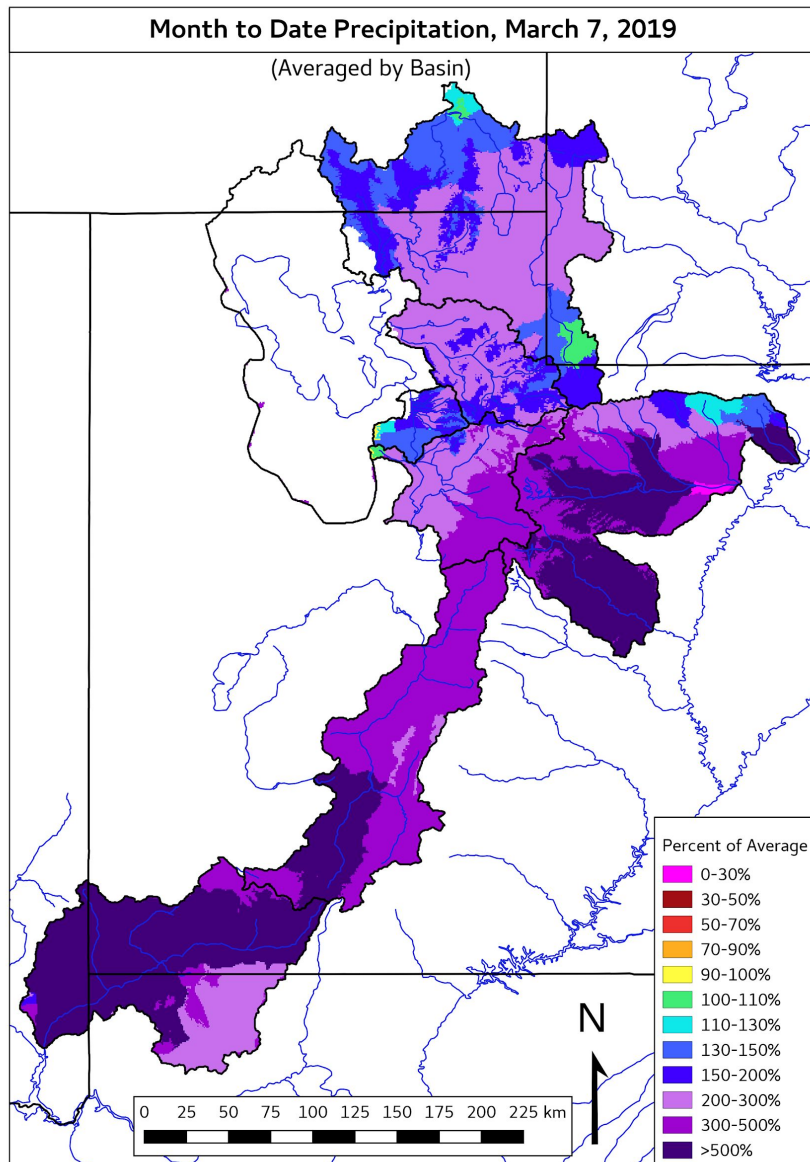 Month to Date Precipitation, March 7, 2019
(Averaged by Basin)
Percent of Average
0-30%
30-50%
50-70%
70-90%
90-100%
100-110%
110-130%
130-150%
150-200%
200-300%
300-500%
>500%
N
0 25 50 75 100 125 150 175 200 225 km